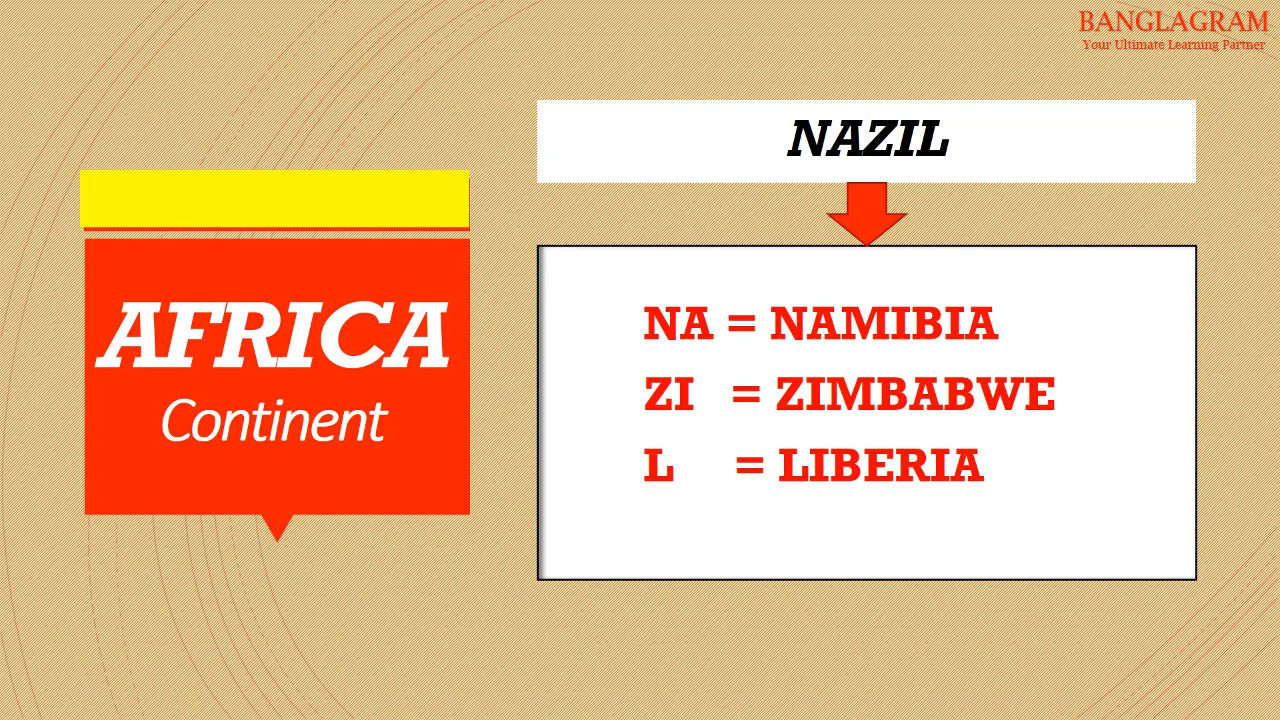 BANGLAGRAM
Your Ultimate Learning Partner
AFRICA
Continent
NAZIL
NA = NAMIBIA
ZI = ZIMBABWE
L = LIBERIA